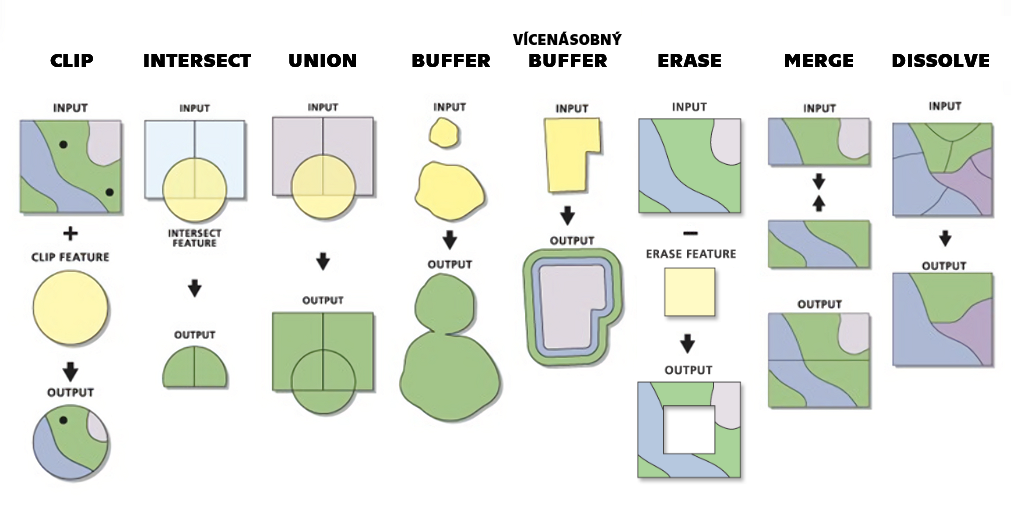 CLIP
INPUT
+
CLIP FEATURE
OUTPUT
INTERSECT
INPUT
INTERSECT
FEATURE
OUTPUT
UNION
INPUT
OUTPUT
BUFFER
INPUT
OUTPUT
VÍCENÁSOBNÝ
BUFFER
INPUT
OUTPUT
ERASE
INPUT
–
ERASE FEATURE
OUTPUT
MERGE
INPUT
OUTPUT
DISSOLVE
INPUT
OUTPUT